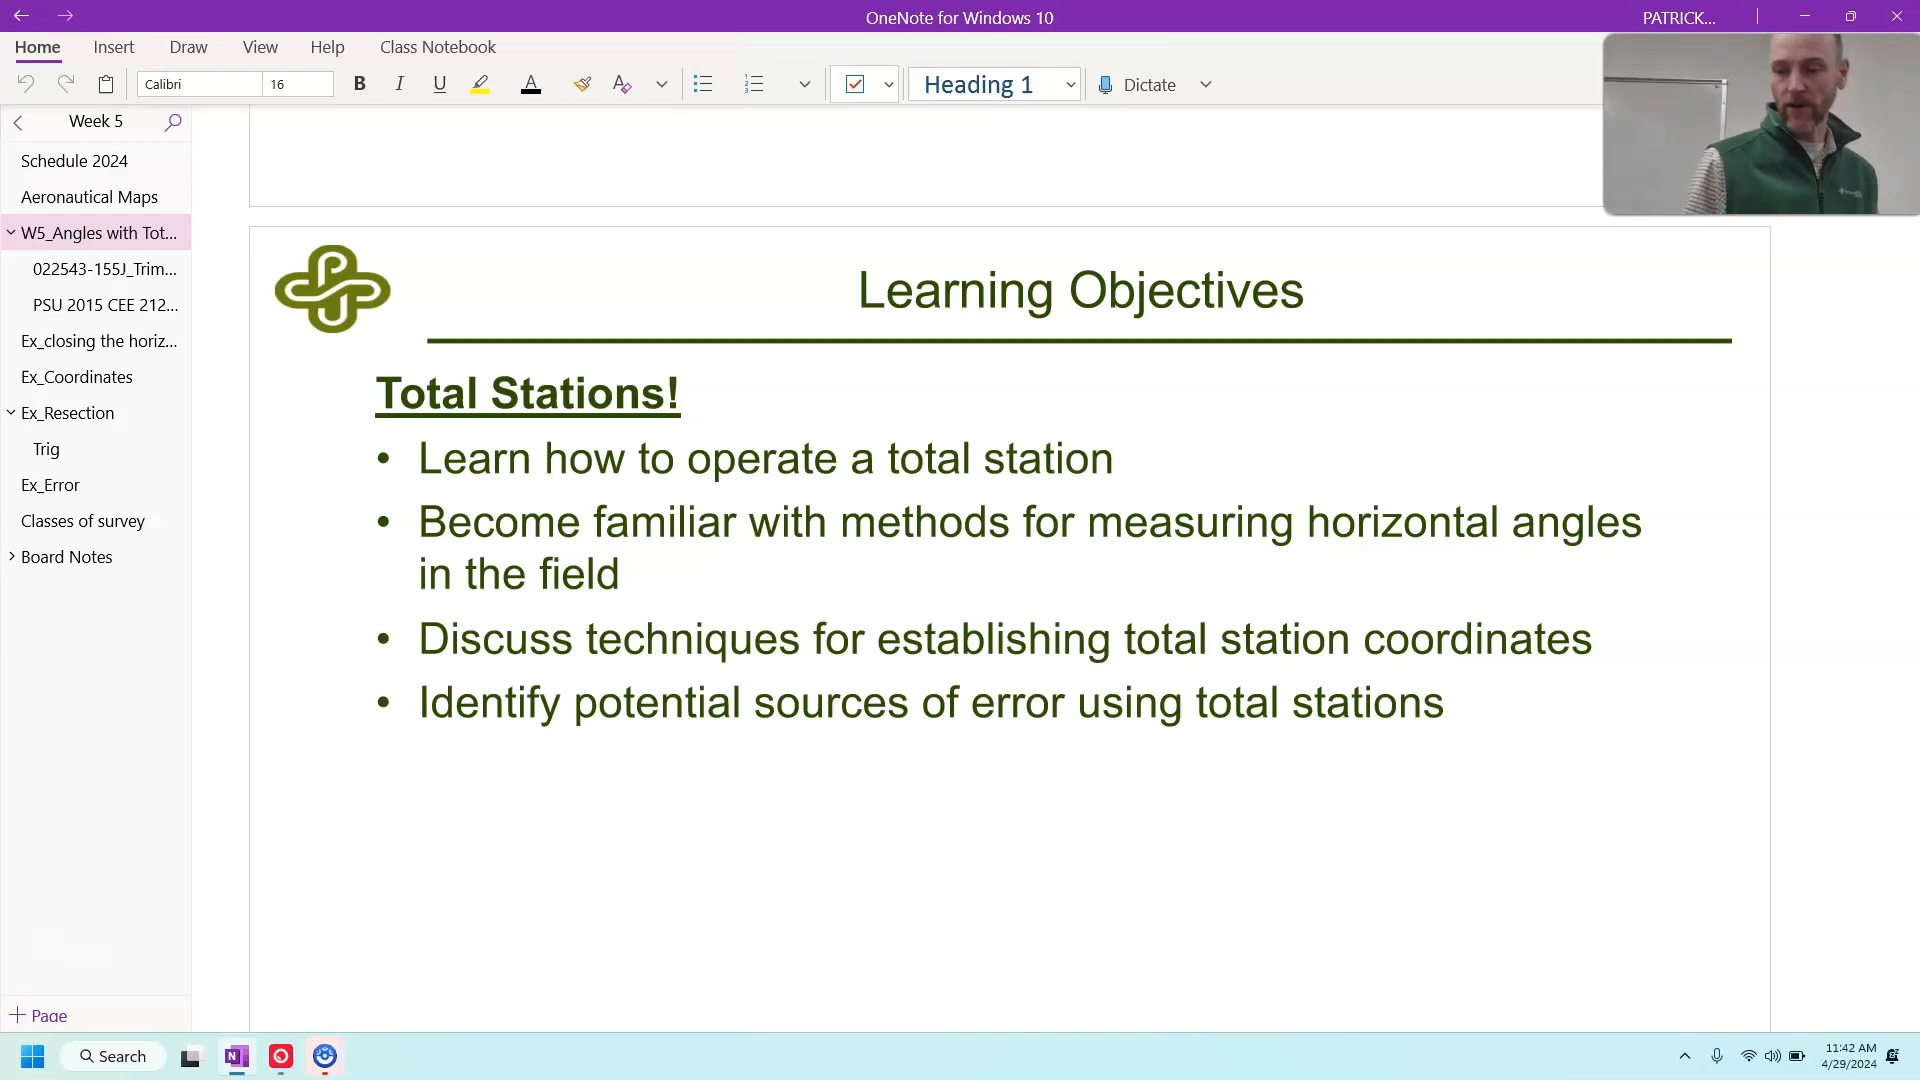 OneNote for Windows 10
PATRICK...
Home Insert Draw View Help Class Notebook
Calibri 16 B I U A Heading 1 Dictate
Week 5
Schedule 2024
Aeronautical Maps
W5_Angles with Tot...
022543-155J_Trim...
PSU 2015 CEE 212...
Ex_closing the horiz...
Ex_Coordinates
Ex_Resection
Trig
Ex_Error
Classes of survey
Board Notes
Page
PSU
Learning Objectives
Total Stations!
• Learn how to operate a total station
• Become familiar with methods for measuring horizontal angles
in the field
• Discuss techniques for establishing total station coordinates
• Identify potential sources of error using total stations
Search
11:42 AM
4/29/2024